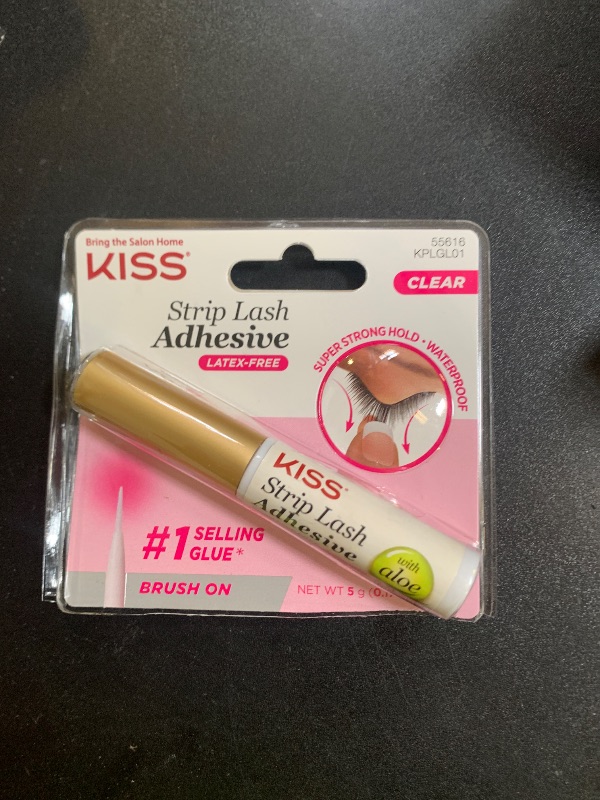 Bring the Salon Home
KISS®
55616
KPLGL01
CLEAR
Strip Lash
Adhesive
LATEX-FREE
SUPER STRONG HOLD • WATERPROOF
KISS®
Strip Lash
Adhesive
with
aloe
#1 SELLING
GLUE*
BRUSH ON
NET WT 5 g